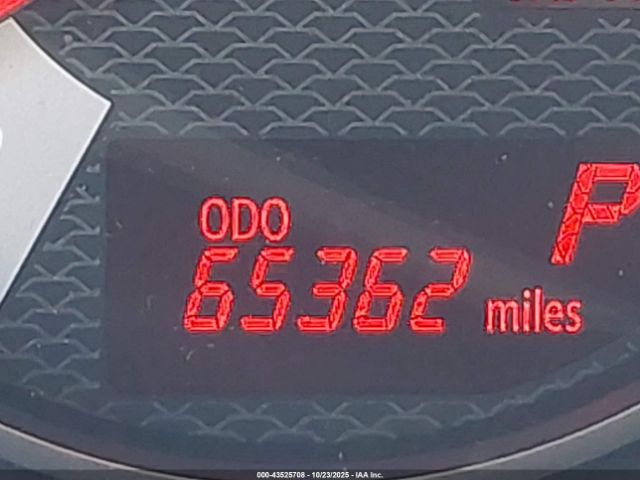 P
ODO
65362 miles
000-43525708 - 10/23/2025 - IAA Inc.